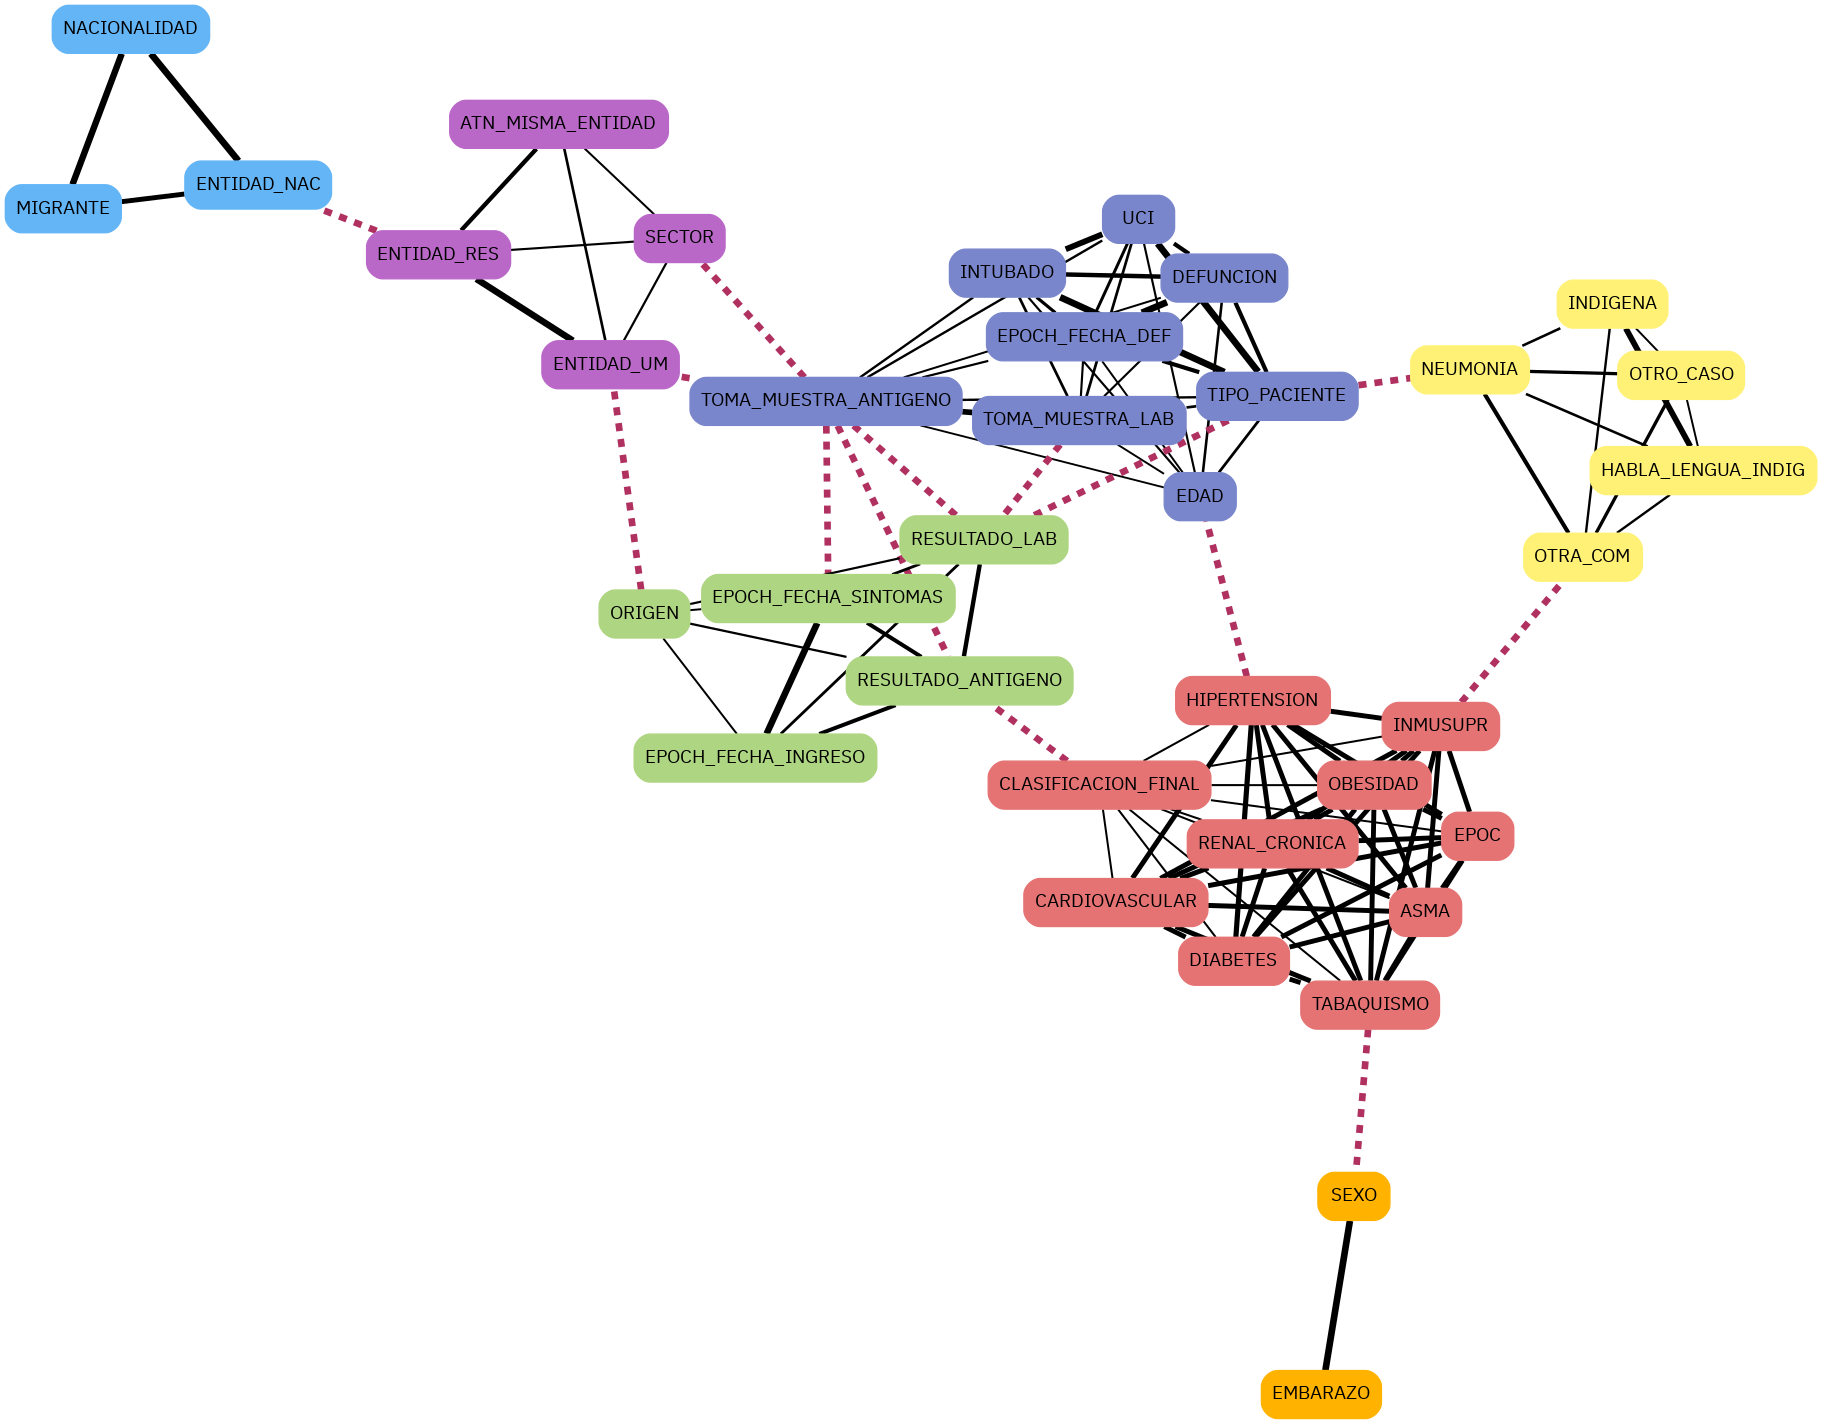 NACIONALIDAD
ATN_MISMA_ENTIDAD
ENTIDAD_NAC
MIGRANTE
UCI
SECTOR
ENTIDAD_RES
INTUBADO
DEFUNCION
INDIGENA
EPOCH_FECHA_DEF
ENTIDAD_UM
NEUMONIA
OTRO_CASO
TOMA_MUESTRA_ANTIGENO
TIPO_PACIENTE
TOMA_MUESTRA_LAB
HABLA_LENGUA_INDIG
EDAD
RESULTADO_LAB
OTRA_COM
EPOCH_FECHA_SINTOMAS
ORIGEN
RESULTADO_ANTIGENO
HIPERTENSION
INMUSUPR
EPOCH_FECHA_INGRESO
CLASIFICACION_FINAL
OBESIDAD
EPOC
RENAL_CRONICA
CARDIOVASCULAR
ASMA
DIABETES
TABAQUISMO
SEXO
EMBARAZO